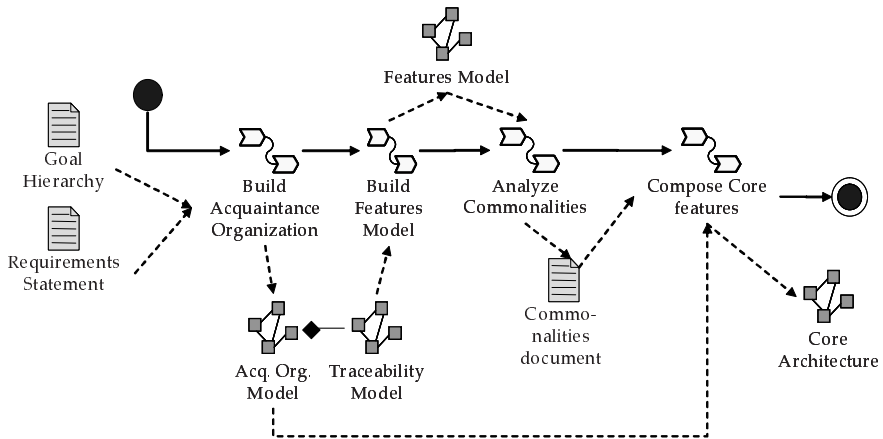 Features Model
Goal
Hierarchy
Build
Acquaintance
Organization
Build
Features
Model
Analyze
Commonalities
Compose Core
features
Requirements
Statement
Commo-
nalities
document
Core
Architecture
Acq. Org.
Model
Traceability
Model